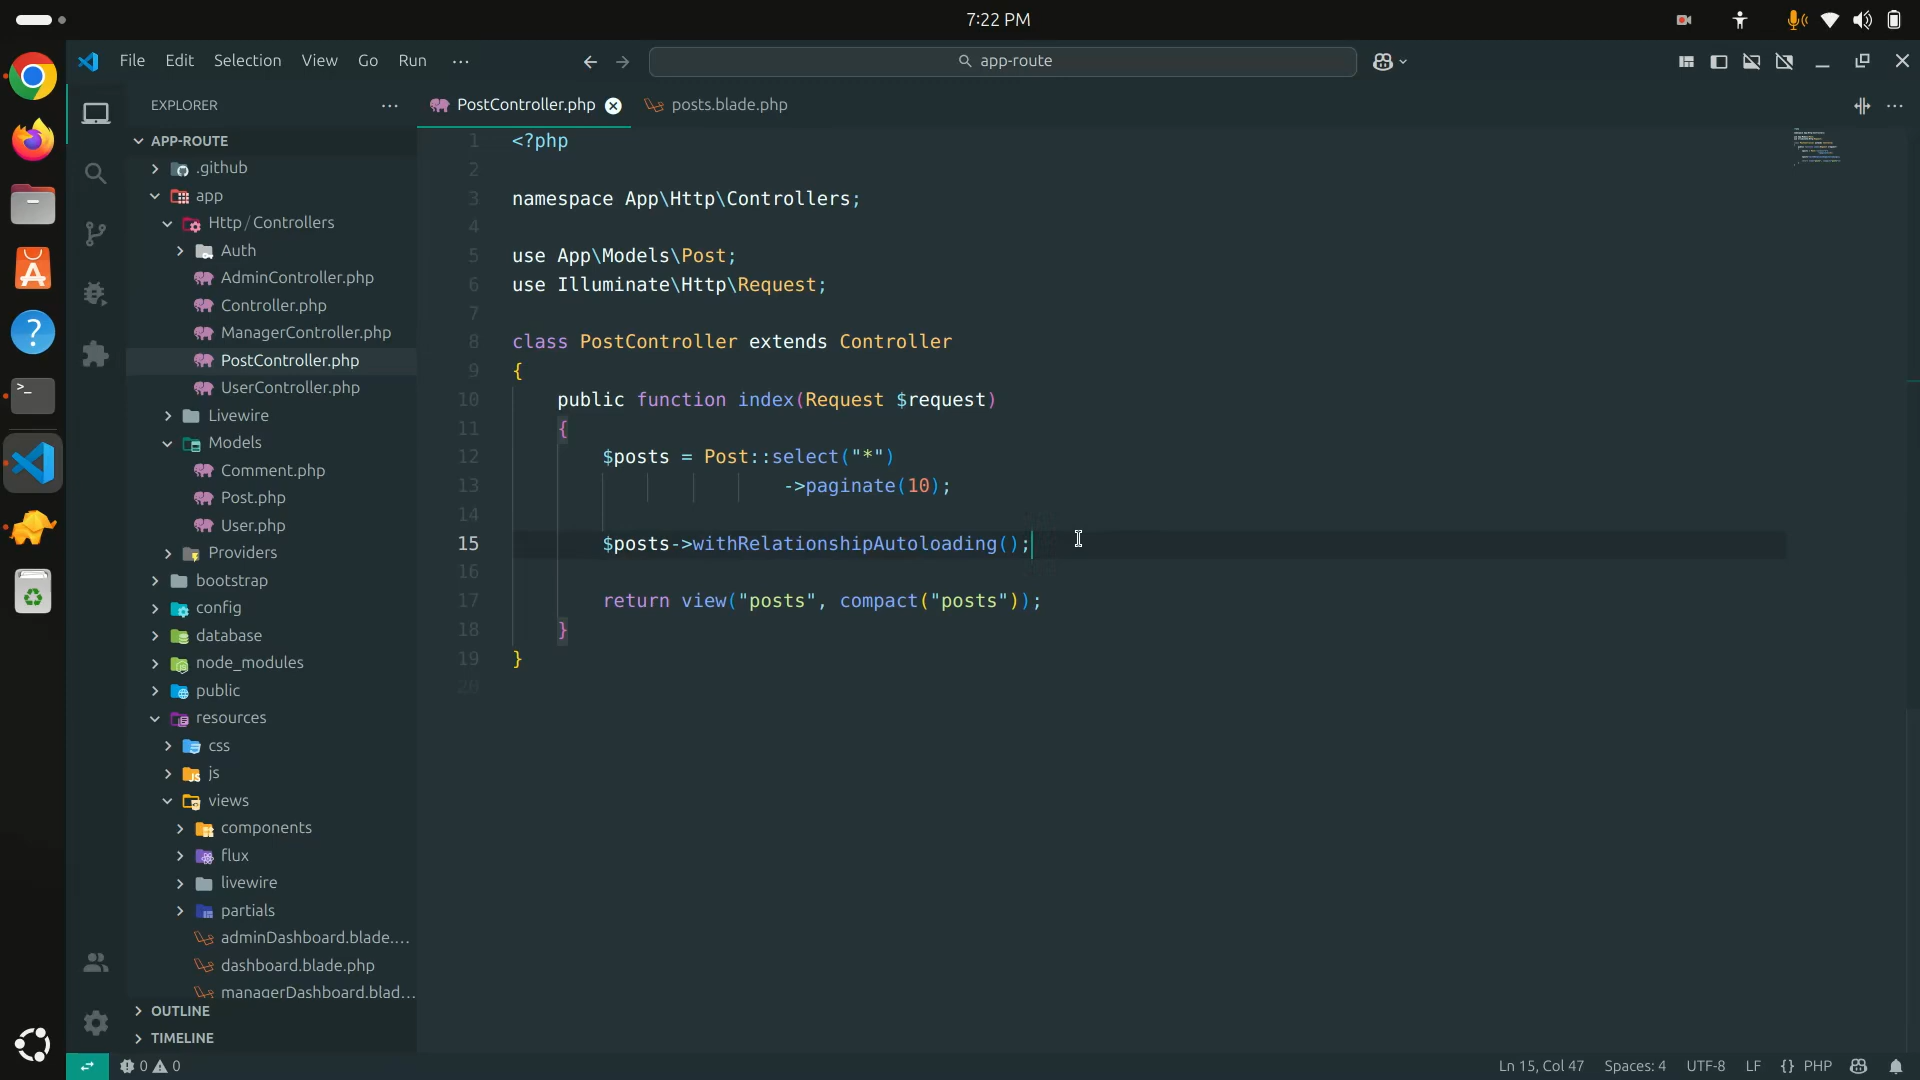 7:22 PM
File Edit Selection View Go Run ···
app-route
EXPLORER ···
PostController.php
posts.blade.php
APP-ROUTE
.github
app
Http / Controllers
Auth
AdminController.php
Controller.php
ManagerController.php
PostController.php
UserController.php
Livewire
Models
Comment.php
Post.php
User.php
Providers
bootstrap
config
database
node_modules
public
resources
css
js
views
components
flux
livewire
partials
adminDashboard.blade....
dashboard.blade.php
managerDashboard.blad...
OUTLINE
TIMELINE
1 <?php
2
3 namespace App\Http\Controllers;
4
5 use App\Models\Post;
6 use Illuminate\Http\Request;
7
8 class PostController extends Controller
9 {
10 public function index(Request $request)
11 {
12 $posts = Post::select("*")
13 ->paginate(10);
14
15 $posts->withRelationshipAutoloading();
16
17 return view("posts", compact("posts"));
18 }
19 }
20
0 0
Ln 15, Col 47 Spaces: 4 UTF-8 LF {} PHP